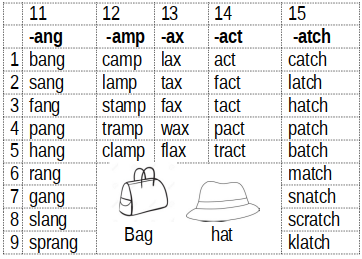 11 12 13 14 15
-ang -amp -ax -act -atch
1 bang camp lax act catch
2 sang lamp tax fact latch
3 fang stamp fax tact hatch
4 pang tramp wax pact patch
5 hang clamp flax tract batch
6 rang match
7 gang snatch
8 slang scratch
9 sprang Bag hat klatch